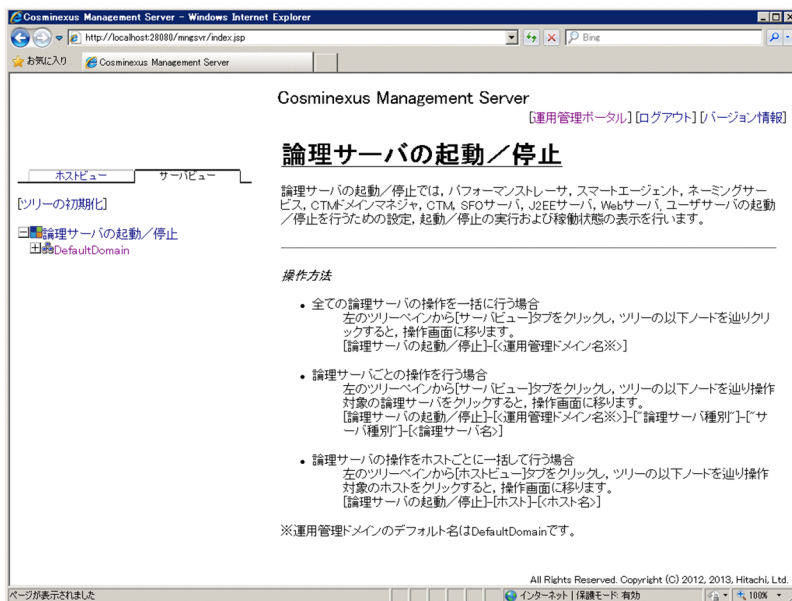 Cosminexus Management Server - Windows Internet Explorer
http://localhost:28080/mngsvr/index.jsp
Bing
お気に入り
Cosminexus Management Server
Cosminexus Management Server
[運用管理ポータル] [ログアウト] [バージョン情報]
ホストビュー
サーバビュー
[ツリーの初期化]
論理サーバの起動／停止
DefaultDomain
論理サーバの起動／停止
論理サーバの起動／停止では, パフォーマンストレーサ, スマートエージェント, ネーミングサー
ビス, CTMドメインマネジャ, CTM, SFOサーバ, J2EEサーバ, Webサーバ, ユーザサーバの起動
／停止を行うための設定, 起動／停止の実行および稼働状態の表示を行います。
操作方法
• 全ての論理サーバの操作を一括に行う場合
左のツリーペインから[サーバビュー]タブをクリックし, ツリーの以下ノードを辿りクリ
ックすると, 操作画面に移ります。
[論理サーバの起動／停止]-[<運用管理ドメイン名※>]
• 論理サーバごとの操作を行う場合
左のツリーペインから[サーバビュー]タブをクリックし, ツリーの以下ノードを辿り操作
対象の論理サーバをクリックすると, 操作画面に移ります。
[論理サーバの起動／停止]-[<運用管理ドメイン名※>]-["論理サーバ種別"]-["サ
ーバ種別"]-[<論理サーバ名>]
• 論理サーバの操作をホストごとに一括して行う場合
左のツリーペインから[ホストビュー]タブをクリックし, ツリーの以下ノードを辿り操作
対象のホストをクリックすると, 操作画面に移ります。
[論理サーバの起動／停止]-[ホスト]-[<ホスト名>]
※運用管理ドメインのデフォルト名はDefaultDomainです。
All Rights Reserved. Copyright (C) 2012, 2013, Hitachi, Ltd.
ページが表示されました
インターネット | 保護モード: 有効
100%